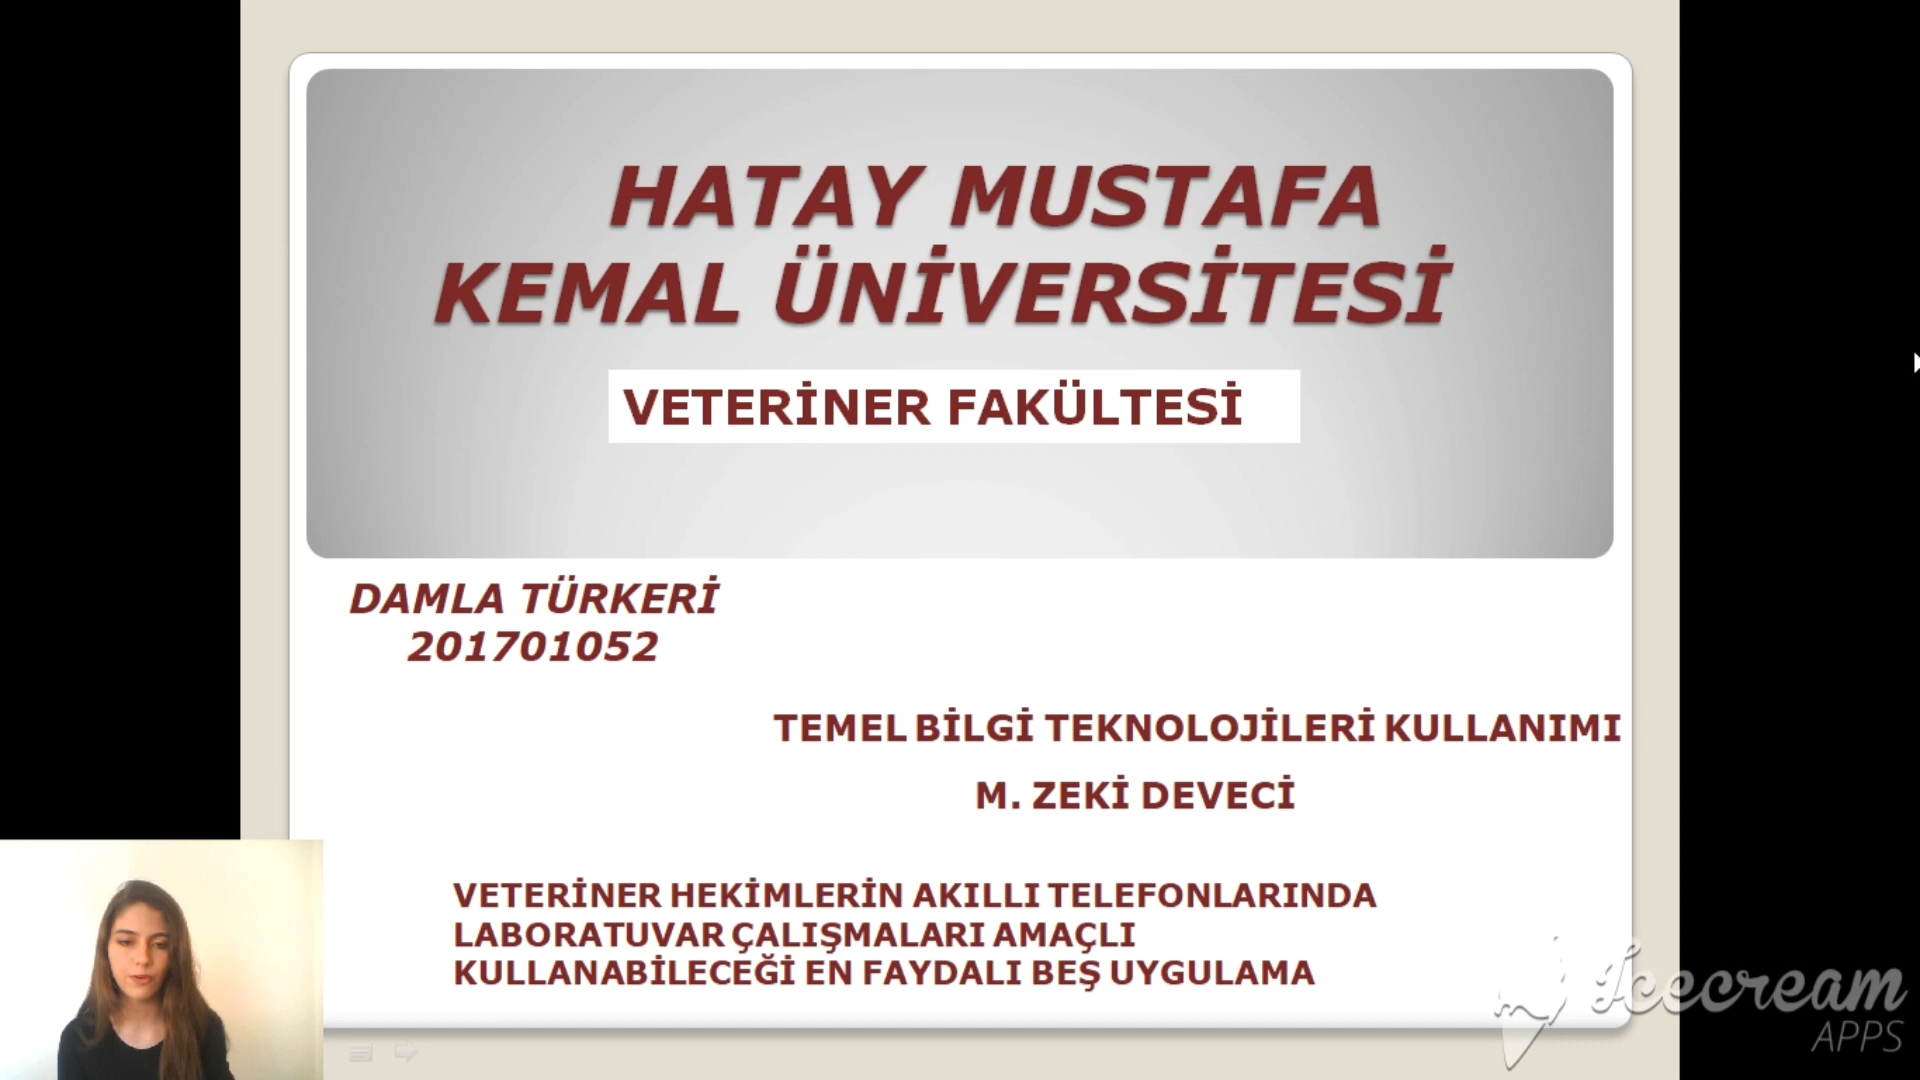 HATAY MUSTAFA
KEMAL ÜNİVERSİTESİ
VETERİNER FAKÜLTESİ
DAMLA TÜRKERİ
201701052
TEMEL BİLGİ TEKNOLOJİLERİ KULLANIMI
M. ZEKİ DEVECİ
VETERİNER HEKİMLERİN AKILLI TELEFONLARINDA
LABORATUVAR ÇALIŞMALARI AMAÇLI
KULLANABİLECEĞİ EN FAYDALI BEŞ UYGULAMA
Icecream
APPS